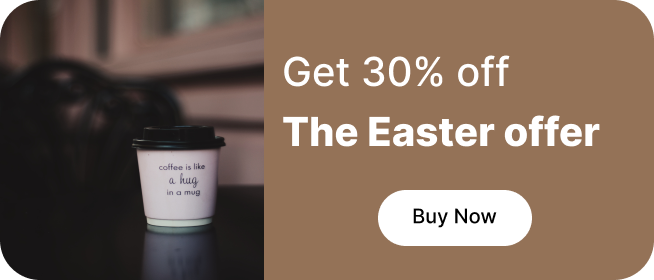 Get 30% off
The Easter offer
Buy Now
coffee is like
a hug
in a mug